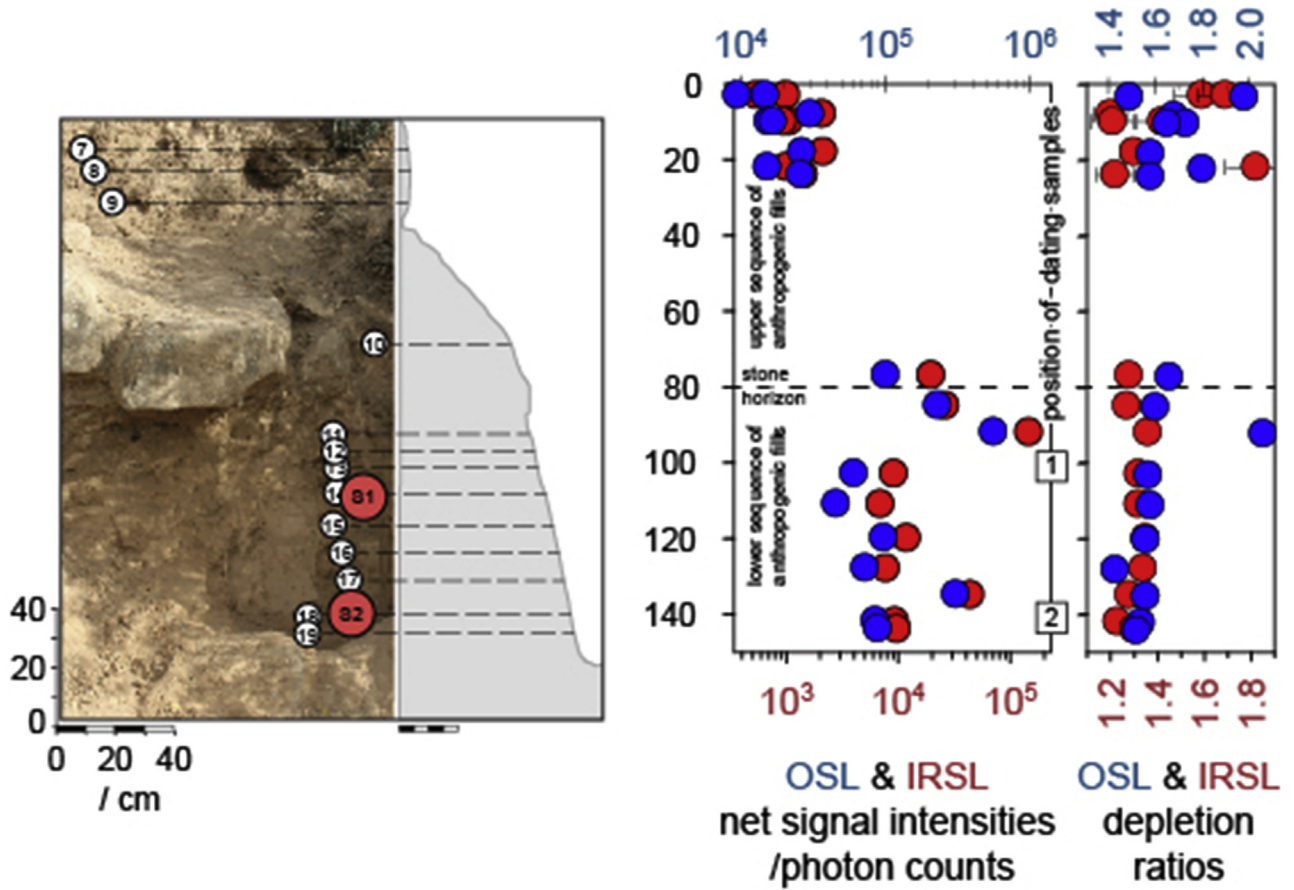 7
8
9
10
11
12
13
14
81
15
16
17
18
82
19
40
20
0
0 20 40
/ cm
10⁴ 10⁵ 10⁶
0
20
40
60
80
100
120
140
upper sequence of
anthropogenic fills
stone
horizon
lower sequence of
anthropogenic fills
position-of-dating-samples
1
2
10³ 10⁴ 10⁵
OSL & IRSL
net signal intensities
/photon counts
1.4 1.6 1.8 2.0
1.2 1.4 1.6 1.8
OSL & IRSL
depletion
ratios